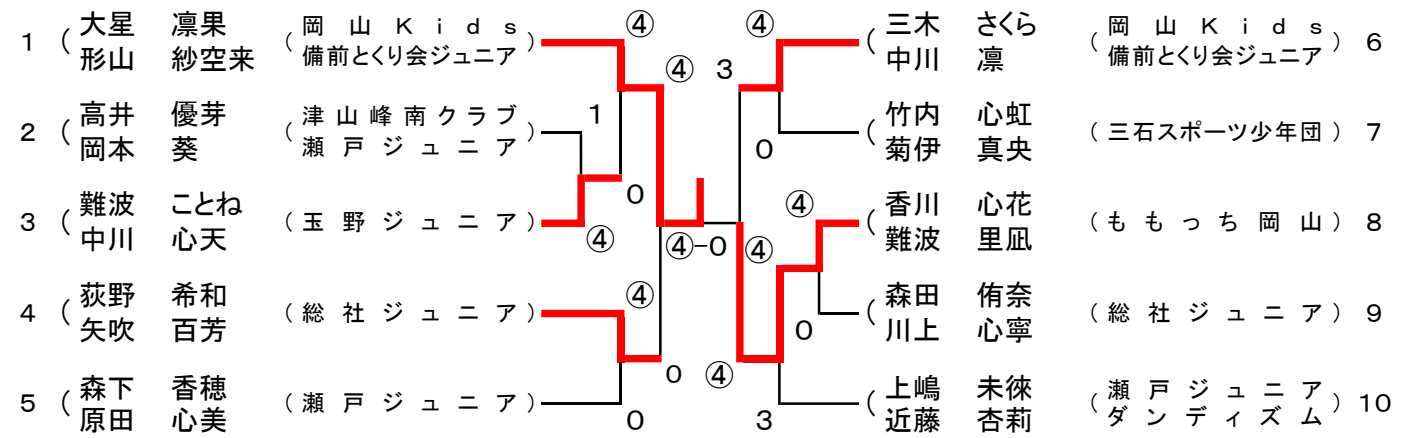 1 ( 大星 凛果 ( 岡山Kids )
形山 紗空来 備前とくり会ジュニア
2 ( 高井 優芽 ( 津山峰南クラブ )
岡本 葵 瀬戸ジュニア
3 ( 難波 ことね ( 玉野ジュニア )
中川 心天
4 ( 荻野 希和 ( 総社ジュニア )
矢吹 百芳
5 ( 森下 香穂 ( 瀬戸ジュニア )
原田 心美
④
④
1
0
④
④-0
④
0
0
④
3
0
④
④
0
④
3
( 三木 さくら ( 岡山Kids ) 6
中川 凛 備前とくり会ジュニア
( 竹内 心虹 ( 三石スポーツ少年団 ) 7
菊伊 真央
( 香川 心花 ( ももっち岡山 ) 8
難波 里凪
( 森田 侑奈 ( 総社ジュニア ) 9
川上 心寧
( 上嶋 未徠 ( 瀬戸ジュニア ) 10
近藤 杏莉 ダンディズム